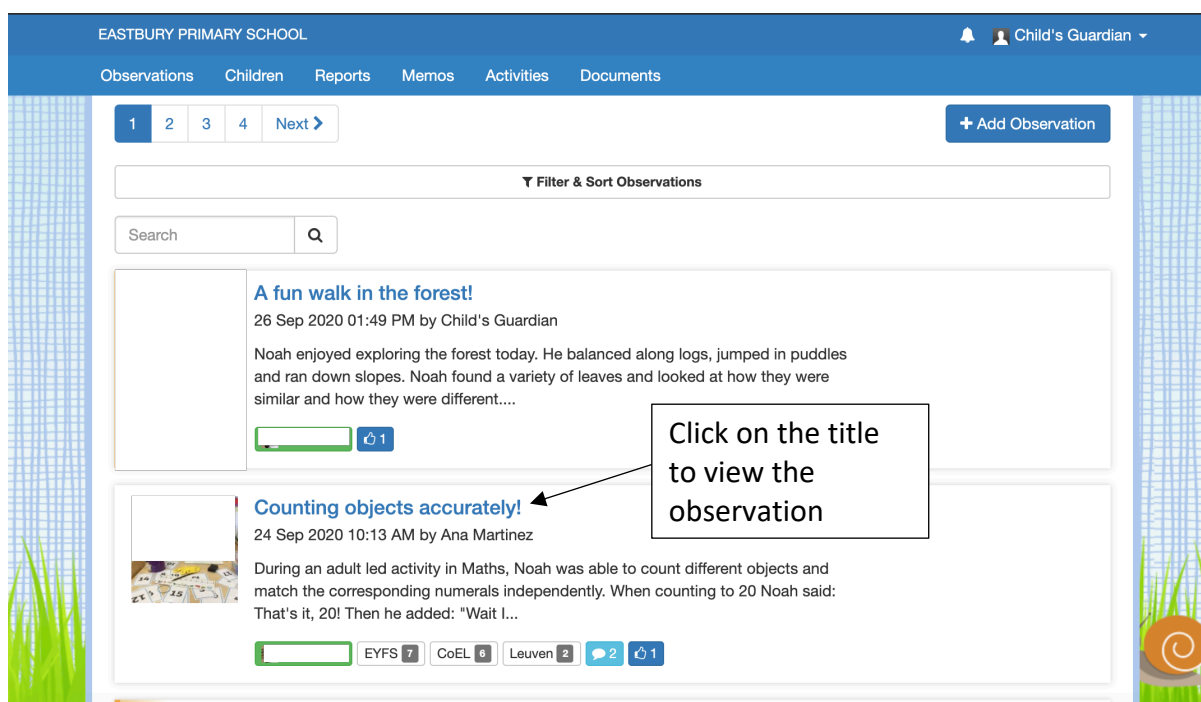 EASTBURY PRIMARY SCHOOL
Child's Guardian
Observations Children Reports Memos Activities Documents
1 2 3 4 Next
+ Add Observation
Filter & Sort Observations
Search
A fun walk in the forest!
26 Sep 2020 01:49 PM by Child's Guardian
Noah enjoyed exploring the forest today. He balanced along logs, jumped in puddles
and ran down slopes. Noah found a variety of leaves and looked at how they were
similar and how they were different....
1
Click on the title
to view the
observation
Counting objects accurately!
24 Sep 2020 10:13 AM by Ana Martinez
During an adult led activity in Maths, Noah was able to count different objects and
match the corresponding numerals independently. When counting to 20 Noah said:
That's it, 20! Then he added: "Wait I...
EYFS 7 CoEL 6 Leuven 2 2 1